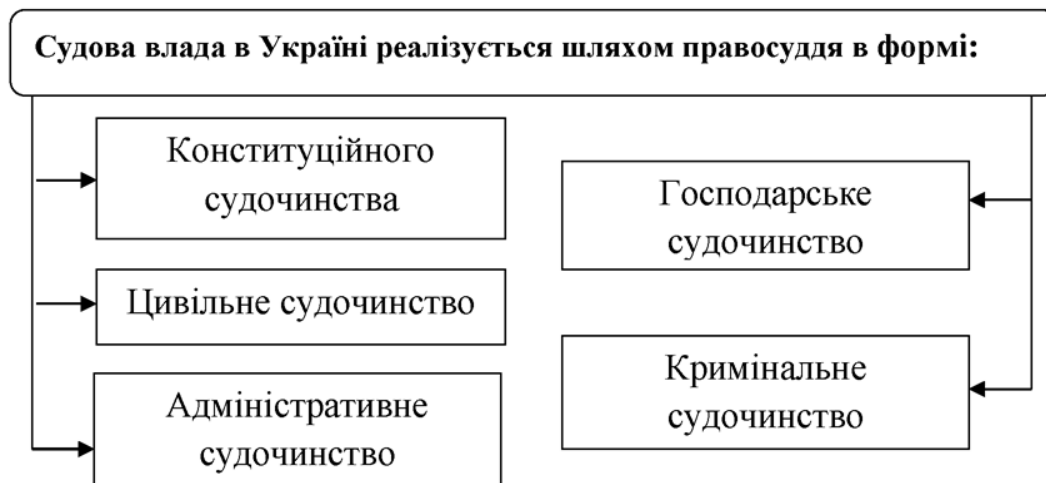 Судова влада в Україні реалізується шляхом правосуддя в формі:
Конституційного
судочинства
Цивільне судочинство
Адміністративне
судочинство
Господарське
судочинство
Кримінальне
судочинство